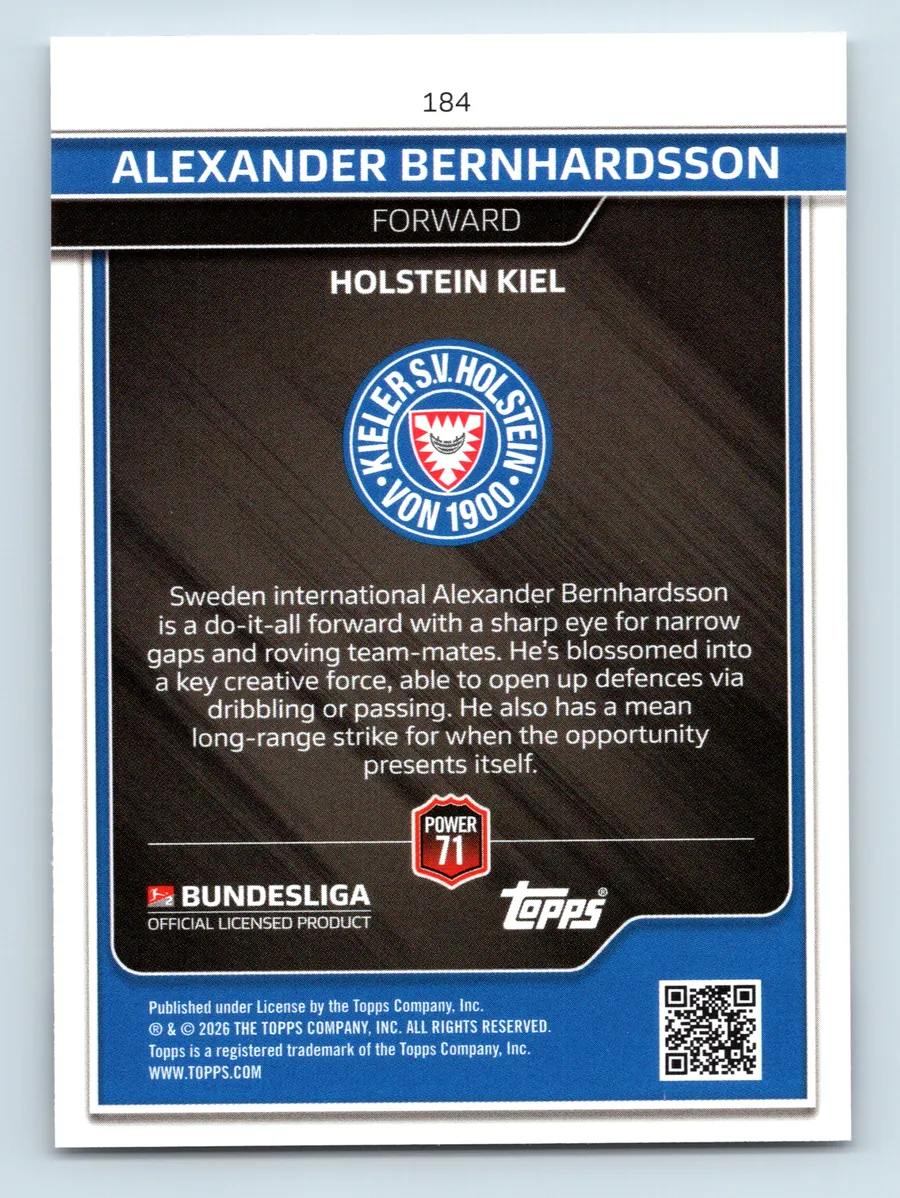 184
ALEXANDER BERNHARDSSON
FORWARD
HOLSTEIN KIEL
KIELER S.V. HOLSTEIN
· VON 1900 ·
Sweden international Alexander Bernhardsson
is a do-it-all forward with a sharp eye for narrow
gaps and roving team-mates. He's blossomed into
a key creative force, able to open up defences via
dribbling or passing. He also has a mean
long-range strike for when the opportunity
presents itself.
POWER
71
2 BUNDESLIGA
OFFICIAL LICENSED PRODUCT
Topps®
Published under License by the Topps Company, Inc.
® & © 2026 THE TOPPS COMPANY, INC. ALL RIGHTS RESERVED.
Topps is a registered trademark of the Topps Company, Inc.
WWW.TOPPS.COM